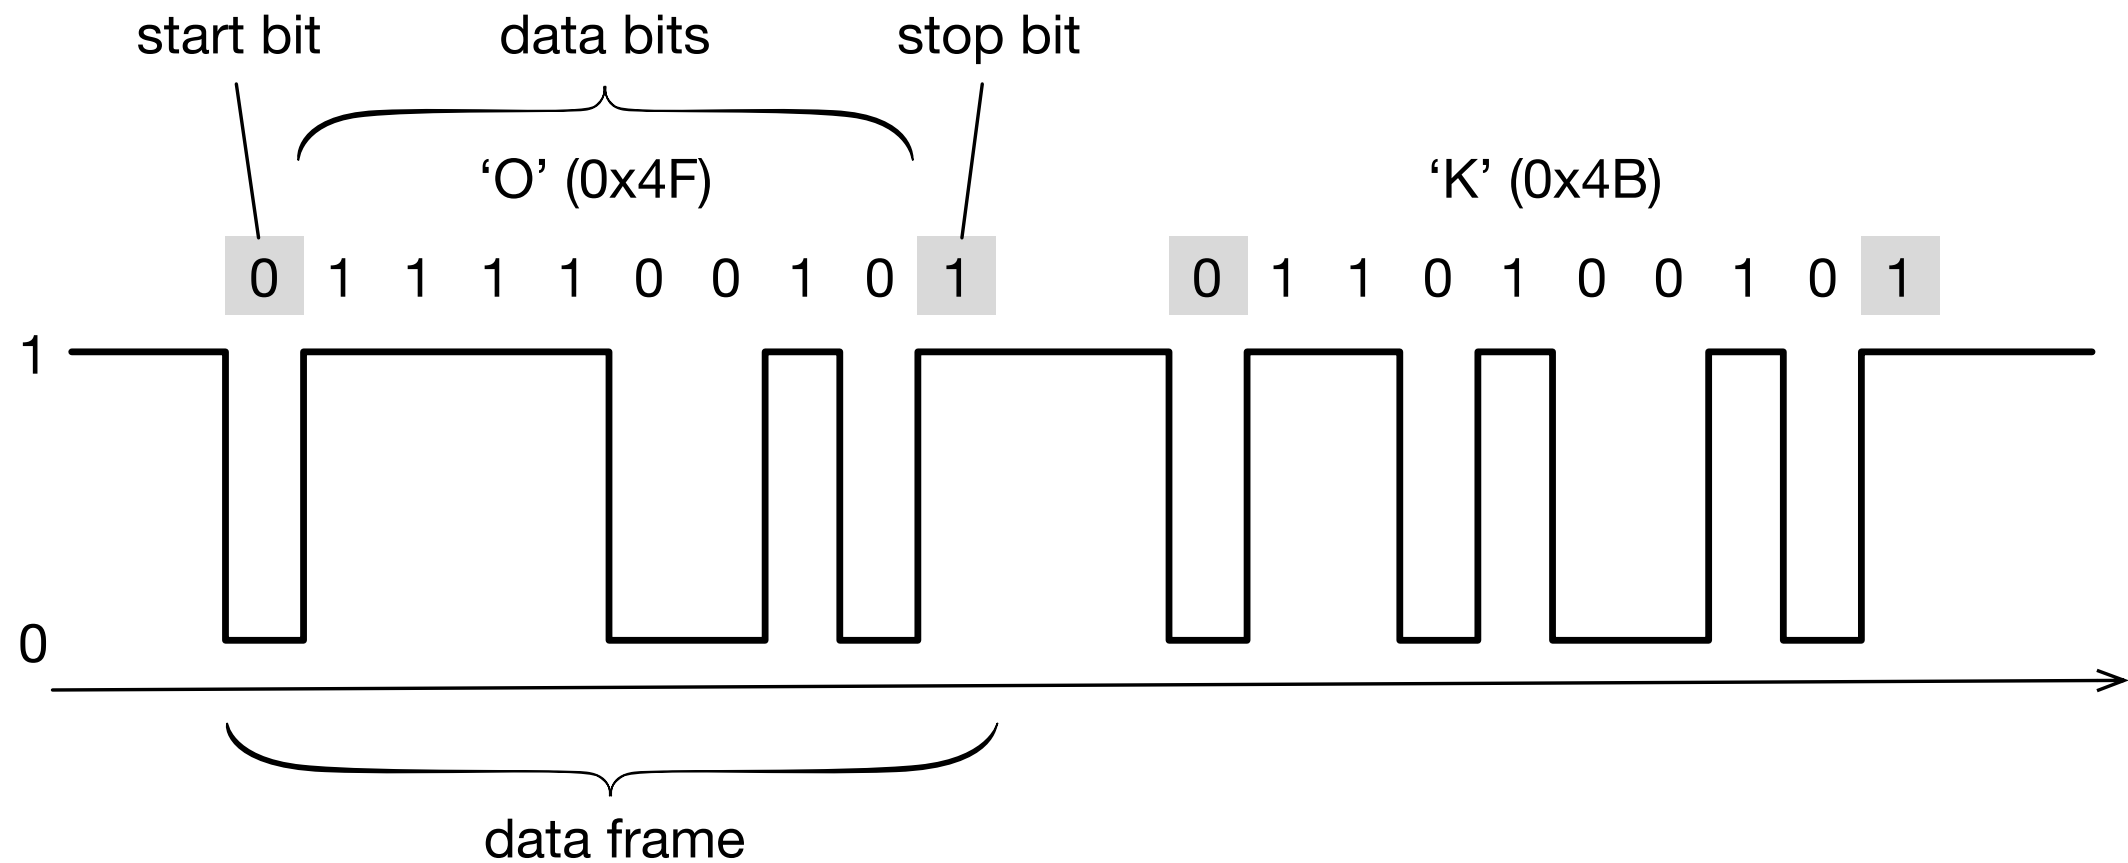 start bit data bits stop bit
‘O’ (0x4F) ‘K’ (0x4B)
0 1 1 1 1 0 0 1 0 1 0 1 1 0 1 0 0 1 0 1
1
0
data frame